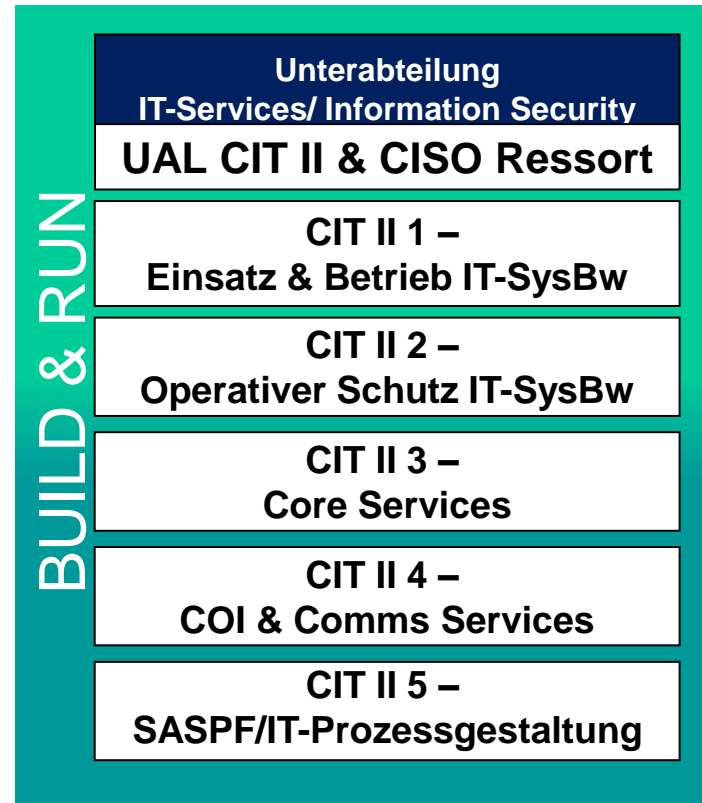 BUILD & RUN
Unterabteilung
IT-Services/ Information Security
UAL CIT II & CISO Ressort
CIT II 1 –
Einsatz & Betrieb IT-SysBw
CIT II 2 –
Operativer Schutz IT-SysBw
CIT II 3 –
Core Services
CIT II 4 –
COI & Comms Services
CIT II 5 –
SASPF/IT-Prozessgestaltung